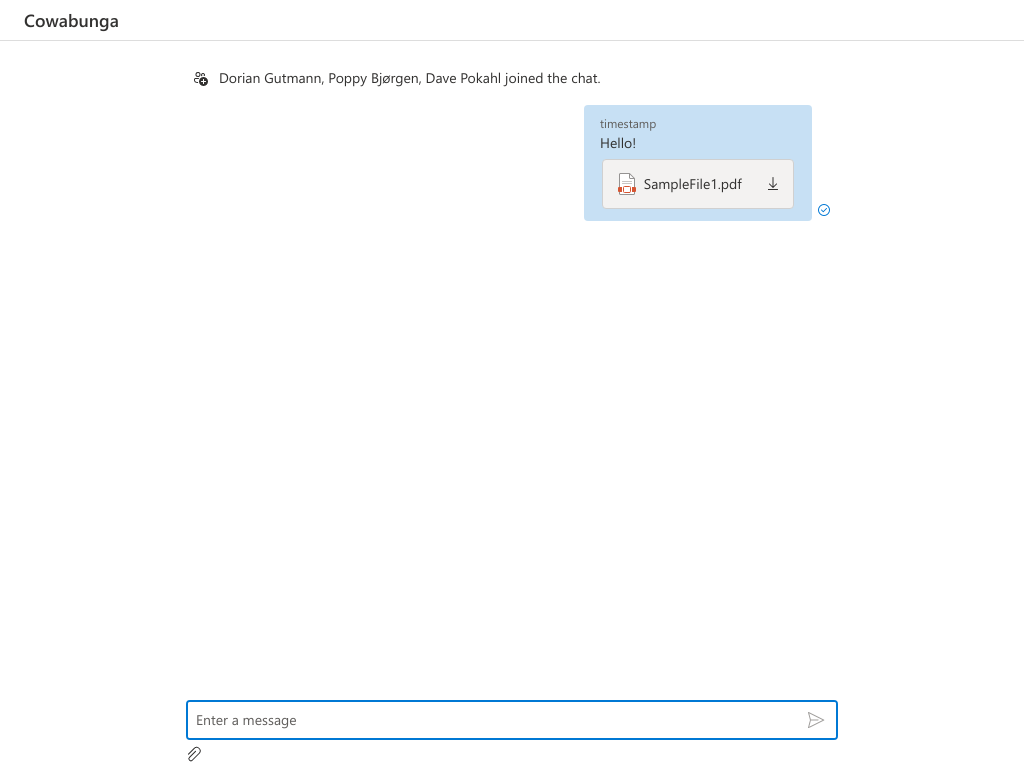 Cowabunga
Dorian Gutmann, Poppy Bjørgen, Dave Pokahl joined the chat.
timestamp
Hello!
SampleFile1.pdf
Enter a message